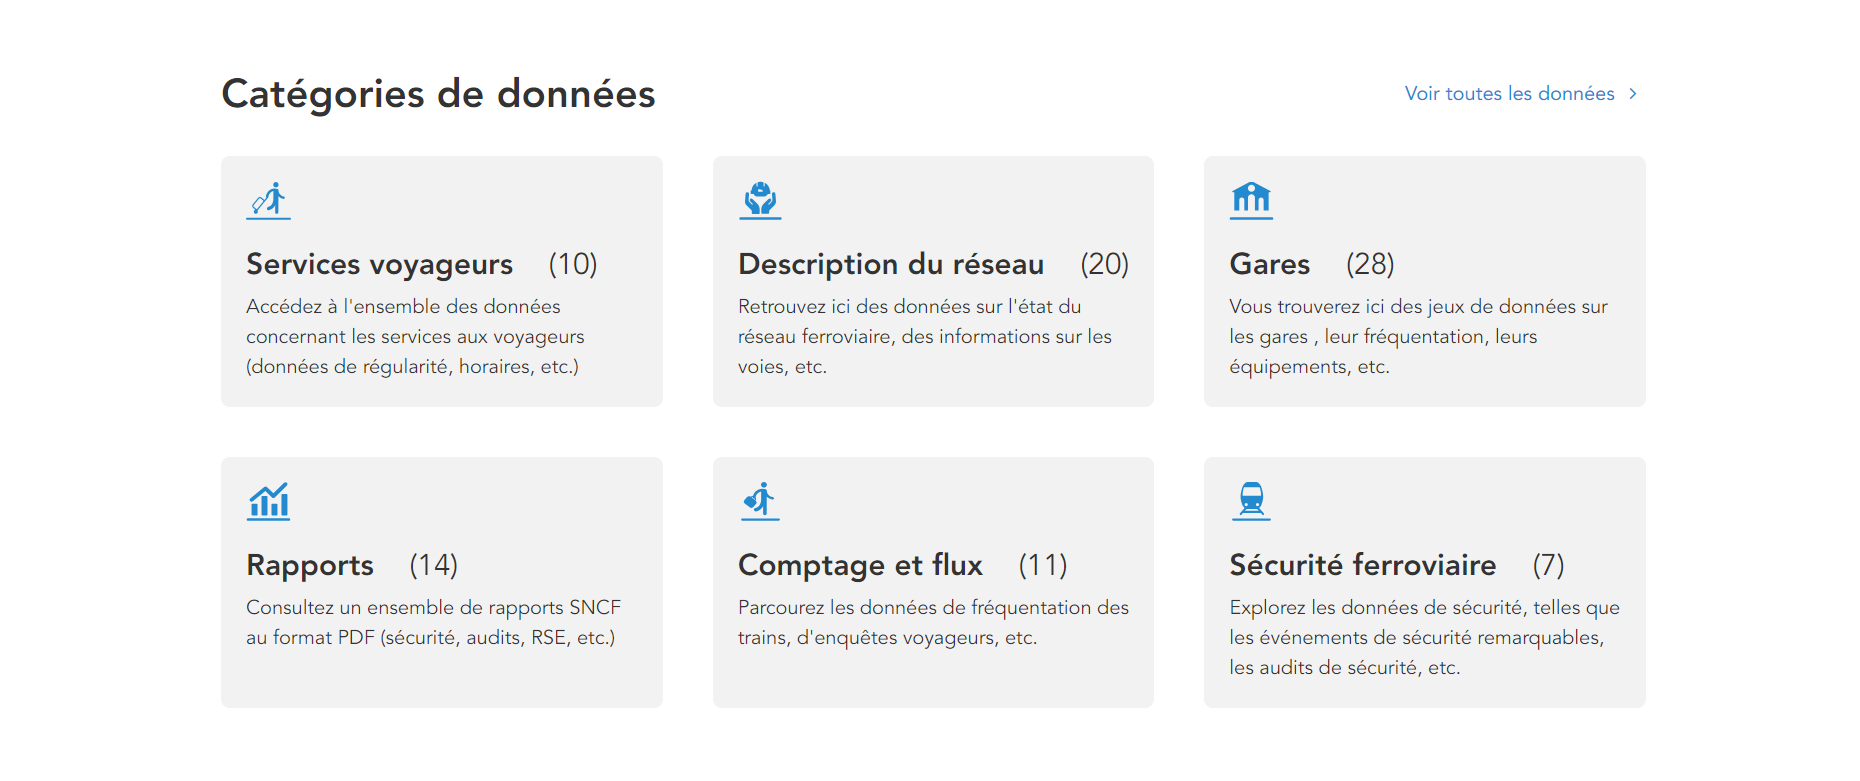 Catégories de données
Voir toutes les données
Services voyageurs (10)
Accédez à l'ensemble des données
concernant les services aux voyageurs
(données de régularité, horaires, etc.)
Description du réseau (20)
Retrouvez ici des données sur l'état du
réseau ferroviaire, des informations sur les
voies, etc.
Gares (28)
Vous trouverez ici des jeux de données sur
les gares , leur fréquentation, leurs
équipements, etc.
Rapports (14)
Consultez un ensemble de rapports SNCF
au format PDF (sécurité, audits, RSE, etc.)
Comptage et flux (11)
Parcourez les données de fréquentation des
trains, d'enquêtes voyageurs, etc.
Sécurité ferroviaire (7)
Explorez les données de sécurité, telles que
les événements de sécurité remarquables,
les audits de sécurité, etc.